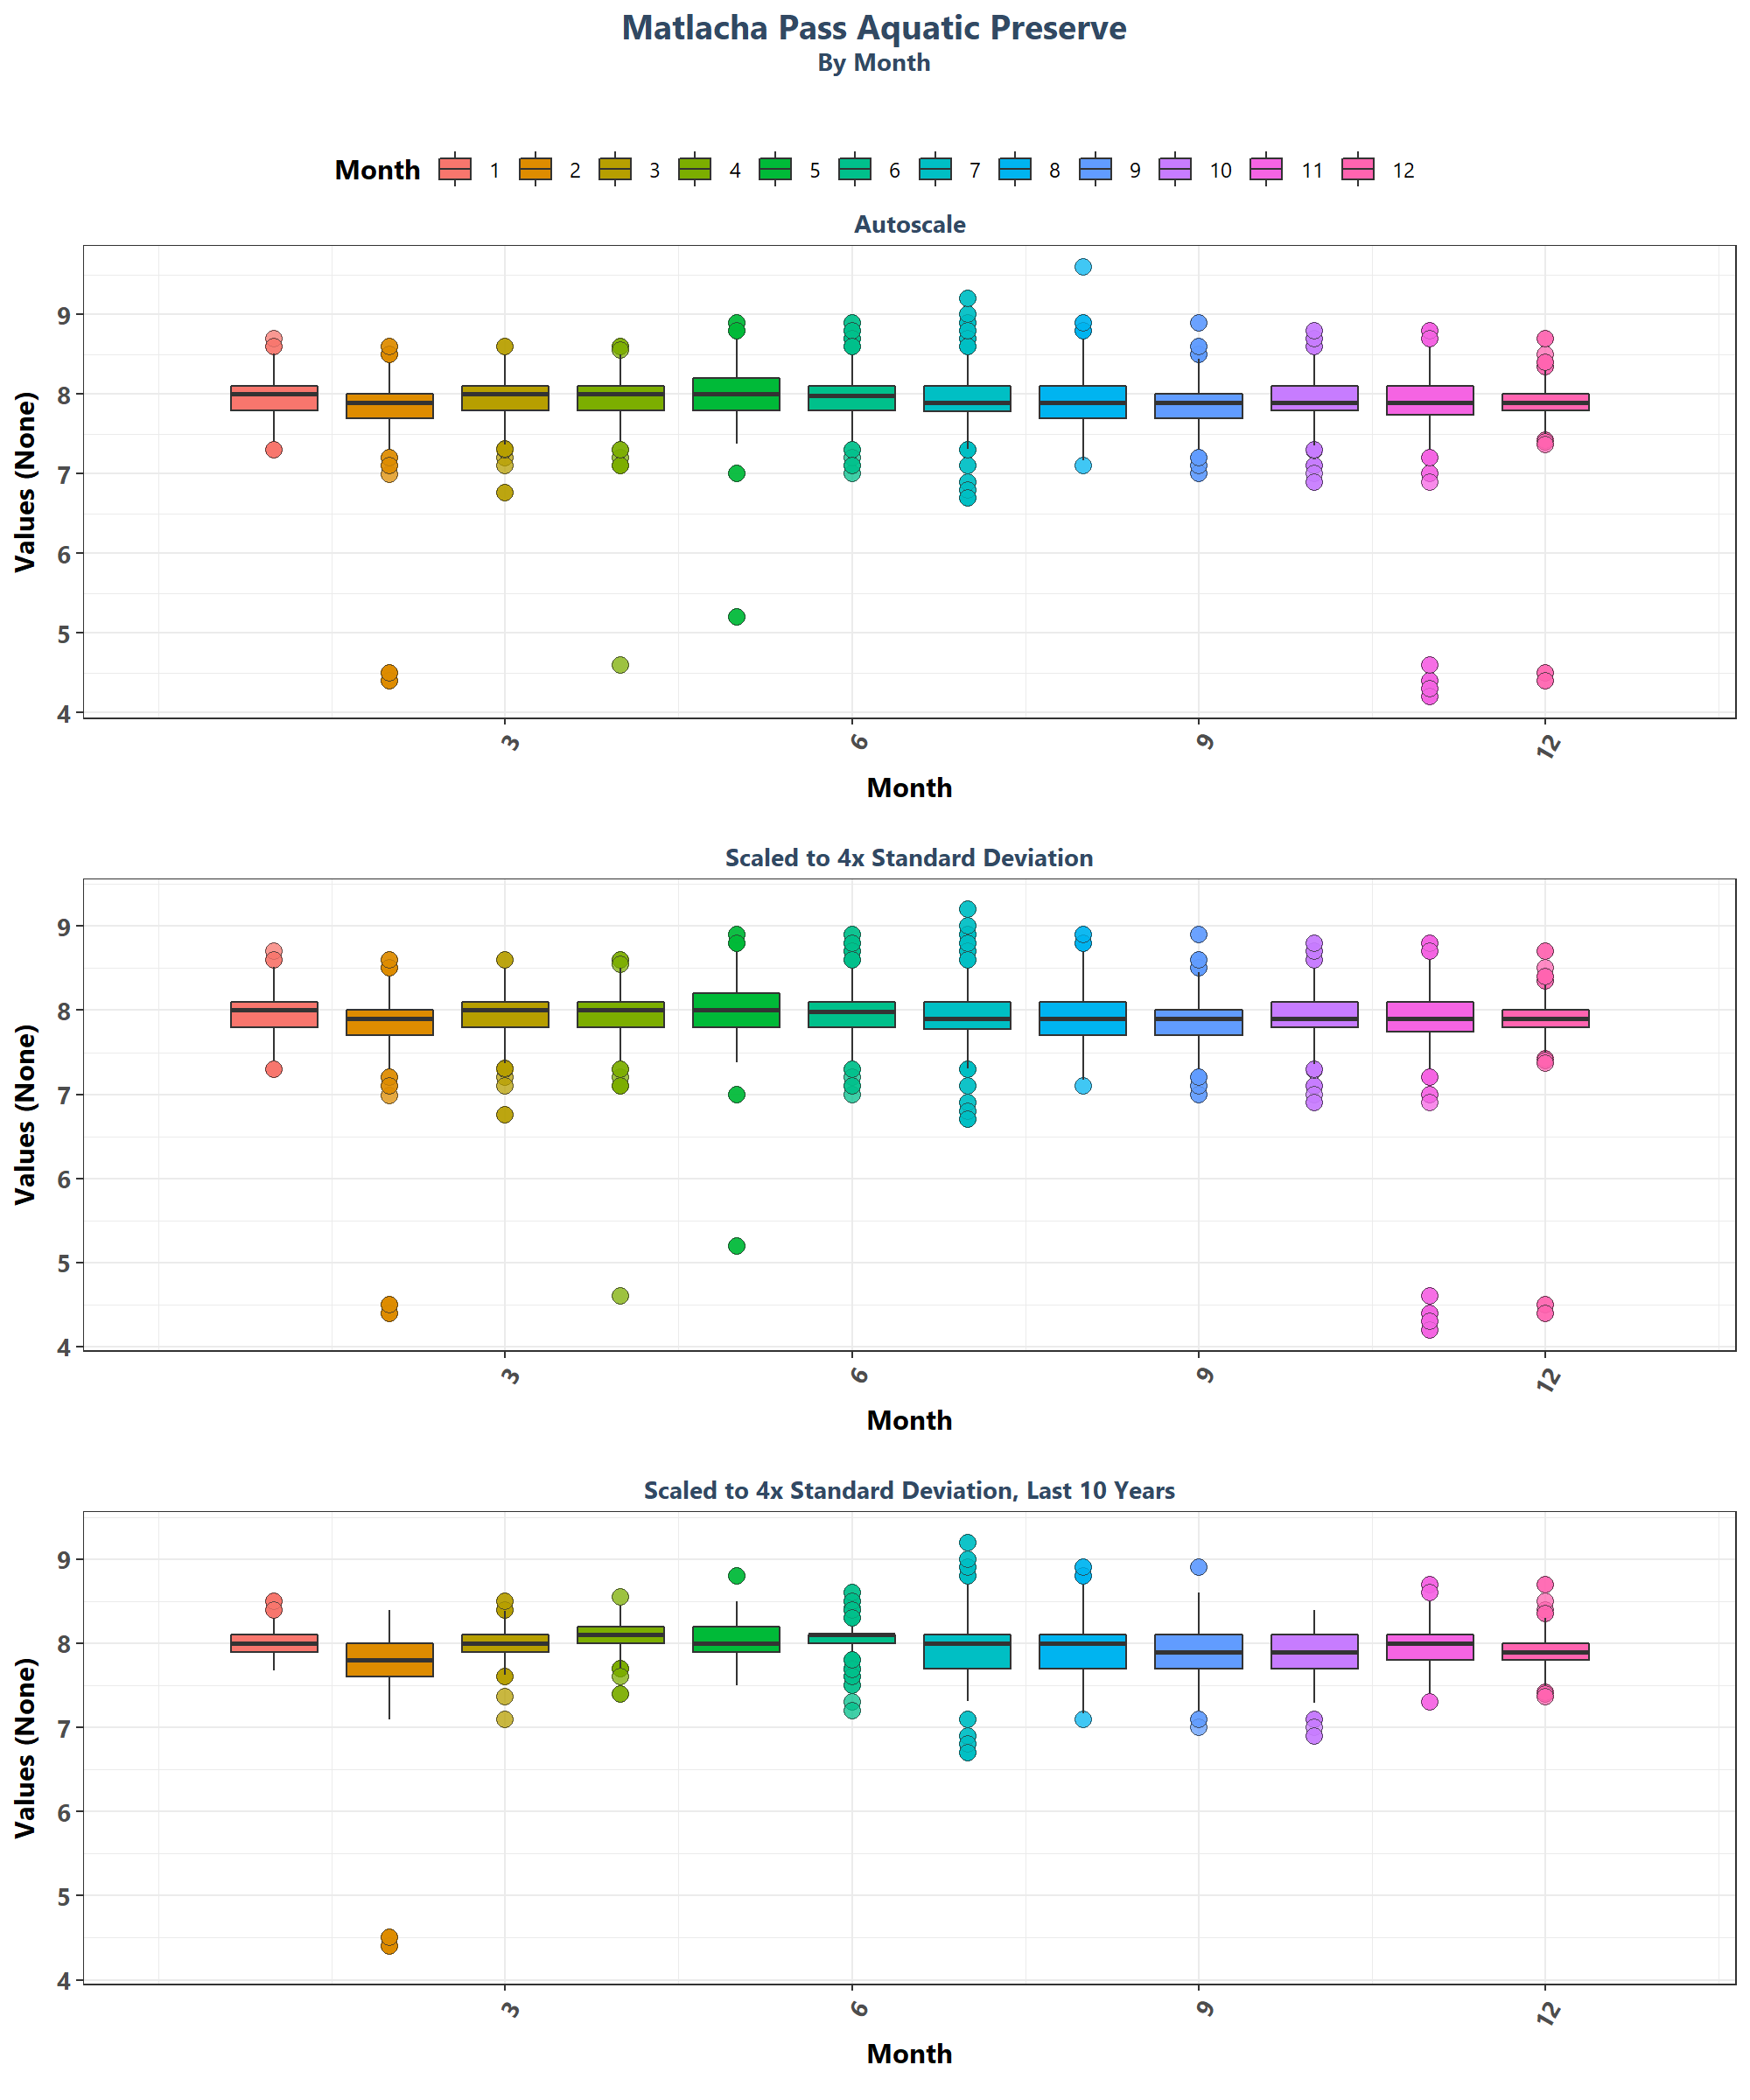 Matlacha Pass Aquatic Preserve
By Month
Month 1 2 3 4 5 6 7 8 9 10 11 12
Autoscale
Values (None)
9
8
7
6
5
4
3 6 9 12
Month
Scaled to 4x Standard Deviation
Values (None)
9
8
7
6
5
4
3 6 9 12
Month
Scaled to 4x Standard Deviation, Last 10 Years
Values (None)
9
8
7
6
5
4
3 6 9 12
Month